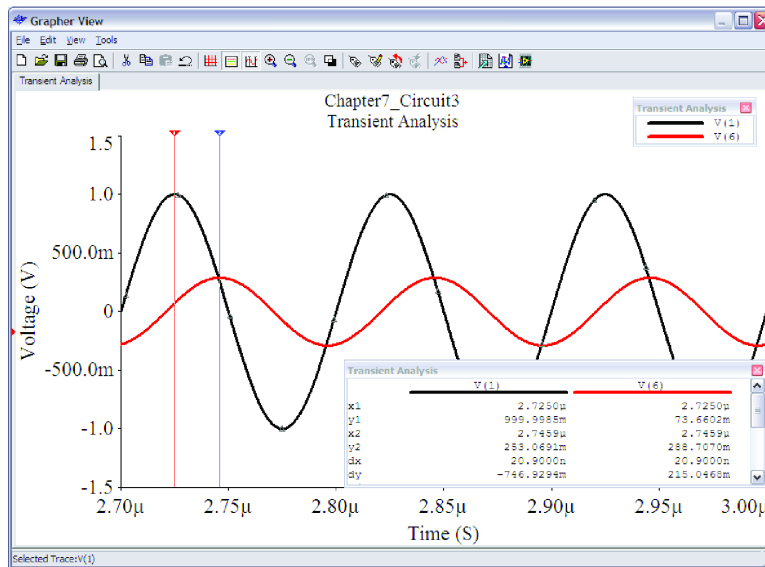 Grapher View
File Edit View Tools
Transient Analysis
Chapter7_Circuit3
Transient Analysis
Transient Analysis
V(1)
V(6)
1.5
1.0
500.0m
0
-500.0m
-1.0
-1.5
Voltage (V)
2.70µ 2.75µ 2.80µ 2.85µ 2.90µ 2.95µ 3.00µ
Time (S)
Transient Analysis
V(1) V(6)
x1 2.7250µ 2.7250µ
y1 999.9985m 73.6602m
x2 2.7459µ 2.7459µ
y2 253.0691m 288.7070m
dx 20.9000n 20.9000n
dy -746.9294m 215.0468m
Selected Trace:V(1)